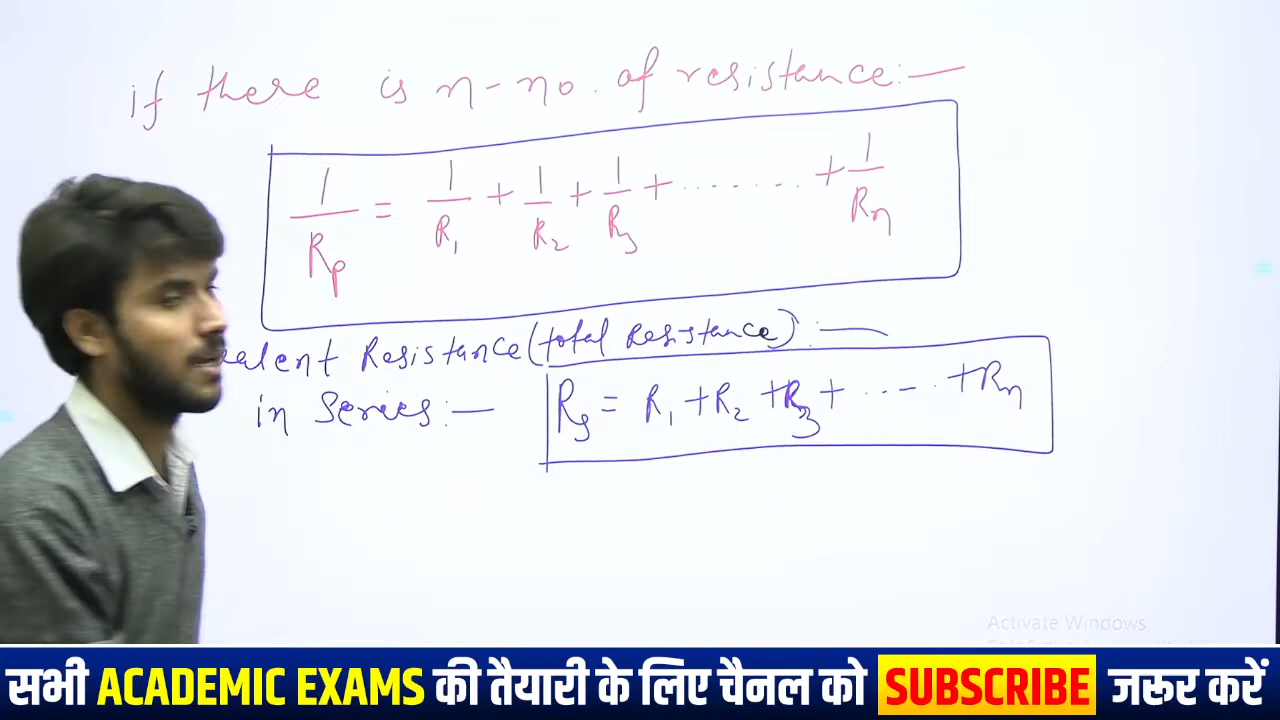 if there is n-no. of resistance:—
1/Rp = 1/R1 + 1/R2 + 1/R3 + ........ + 1/Rn
alent Resistance (total Resistance) :—
in Series:— Rs = R1 + R2 + R3 + ..-- . + Rn
Activate Windows
सभी ACADEMIC EXAMS की तैयारी के लिए चैनल को SUBSCRIBE जरूर करें